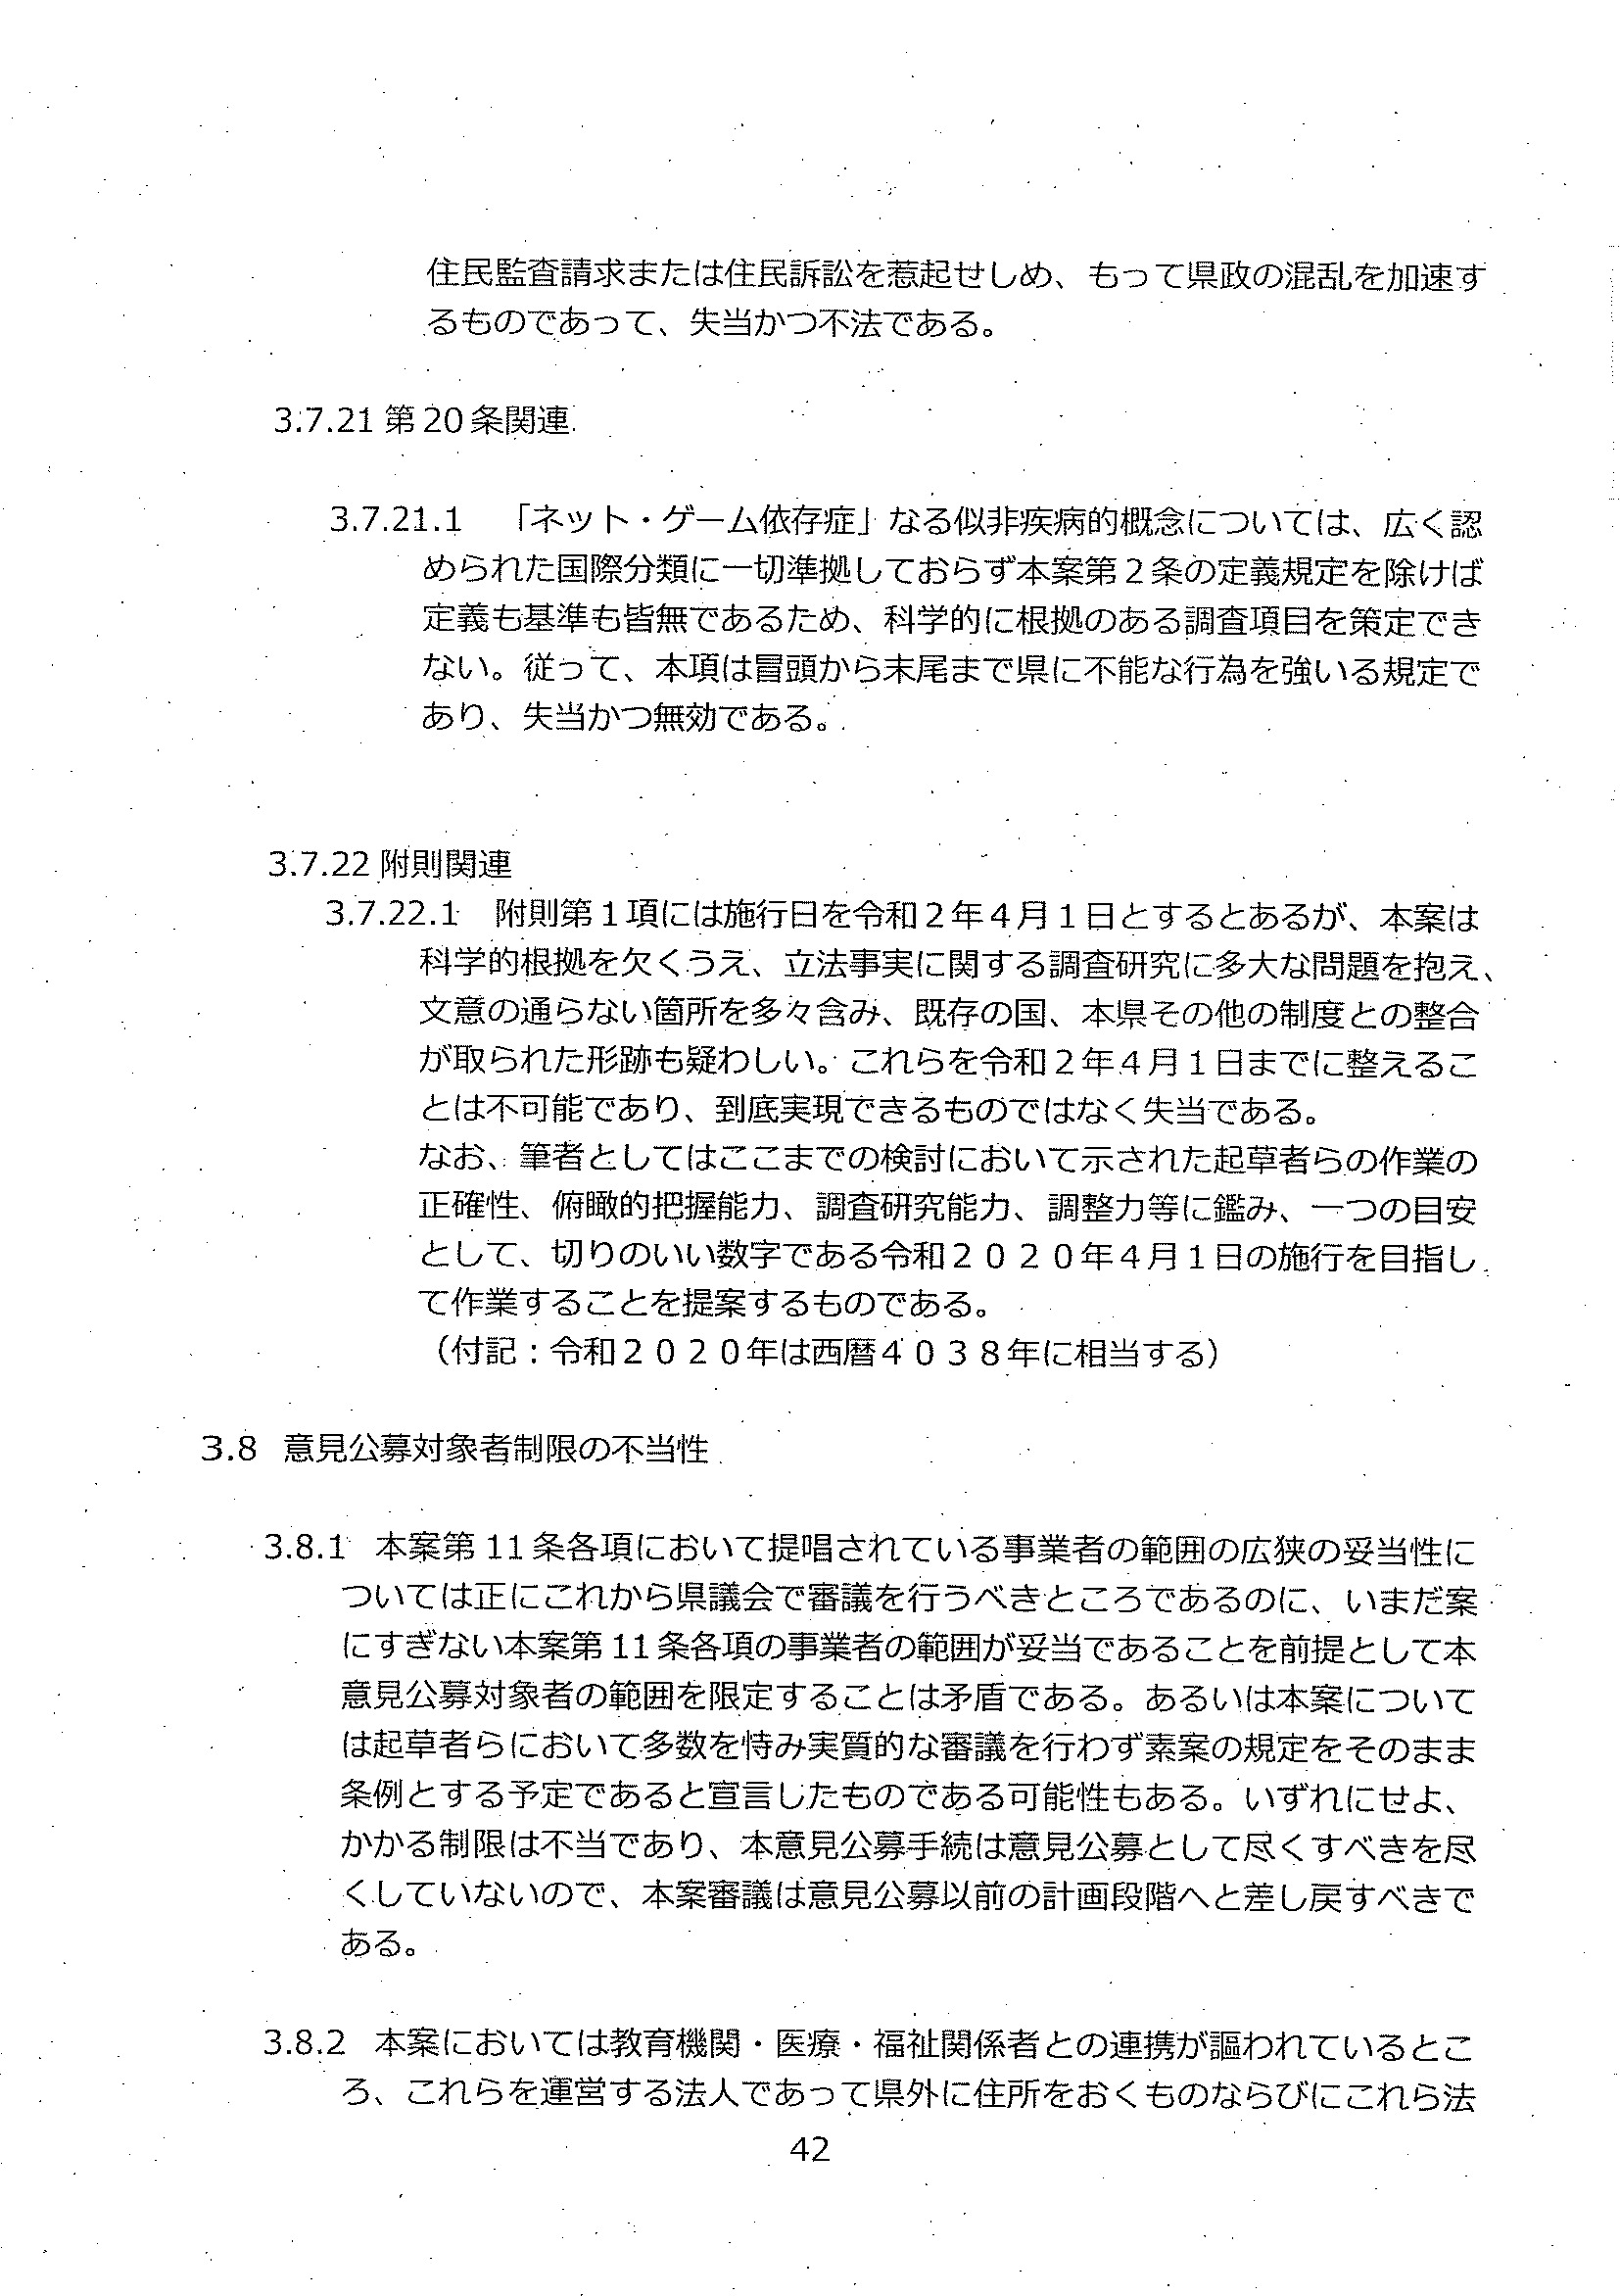 住民監査請求または住民訴訟を惹起せしめ、もって県政の混乱を加速す
るものであって、失当かつ不法である。
3.7.21 第20条関連
3.7.21.1 「ネット・ゲーム依存症」なる似非疾病的概念については、広く認
められた国際分類に一切準拠しておらず本案第２条の定義規定を除けば
定義も基準も皆無であるため、科学的に根拠のある調査項目を策定でき
ない。従って、本項は冒頭から末尾まで県に不能な行為を強いる規定で
あり、失当かつ無効である。
3.7.22 附則関連
3.7.22.1 附則第１項には施行日を令和２年４月１日とするとあるが、本案は
科学的根拠を欠くうえ、立法事実に関する調査研究に多大な問題を抱え、
文意の通らない箇所を多々含み、既存の国、本県その他の制度との整合
が取られた形跡も疑わしい。これらを令和２年４月１日までに整えるこ
とは不可能であり、到底実現できるものではなく失当である。
なお、筆者としてはここまでの検討において示された起草者らの作業の
正確性、俯瞰的把握能力、調査研究能力、調整力等に鑑み、一つの目安
として、切りのいい数字である令和２０２０年４月１日の施行を目指し
て作業することを提案するものである。
（付記：令和２０２０年は西暦４０３８年に相当する）
3.8 意見公募対象者制限の不当性
3.8.1 本案第11条各項において提唱されている事業者の範囲の広狭の妥当性に
ついては正にこれから県議会で審議を行うべきところであるのに、いまだ案
にすぎない本案第11条各項の事業者の範囲が妥当であることを前提として本
意見公募対象者の範囲を限定することは矛盾である。あるいは本案について
は起草者らにおいて多数を恃み実質的な審議を行わず素案の規定をそのまま
条例とする予定であると宣言したものである可能性もある。いずれにせよ、
かかる制限は不当であり、本意見公募手続は意見公募として尽くすべきを尽
くしていないので、本案審議は意見公募以前の計画段階へと差し戻すべきで
ある。
3.8.2 本案においては教育機関・医療・福祉関係者との連携が謳われているとこ
ろ、これらを運営する法人であって県外に住所をおくものならびにこれら法
42